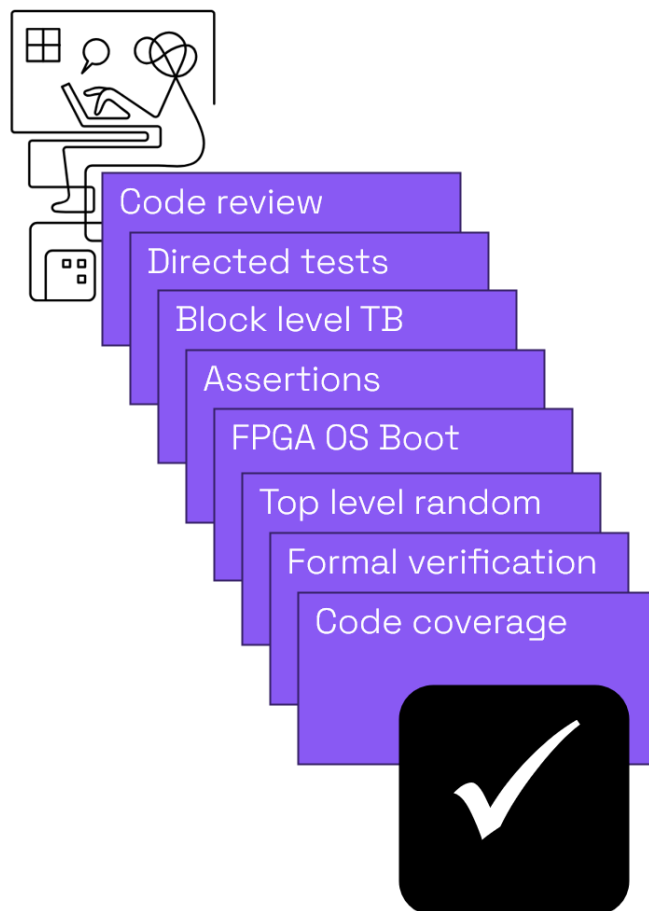 Code review
Directed tests
Block level TB
Assertions
FPGA OS Boot
Top level random
Formal verification
Code coverage